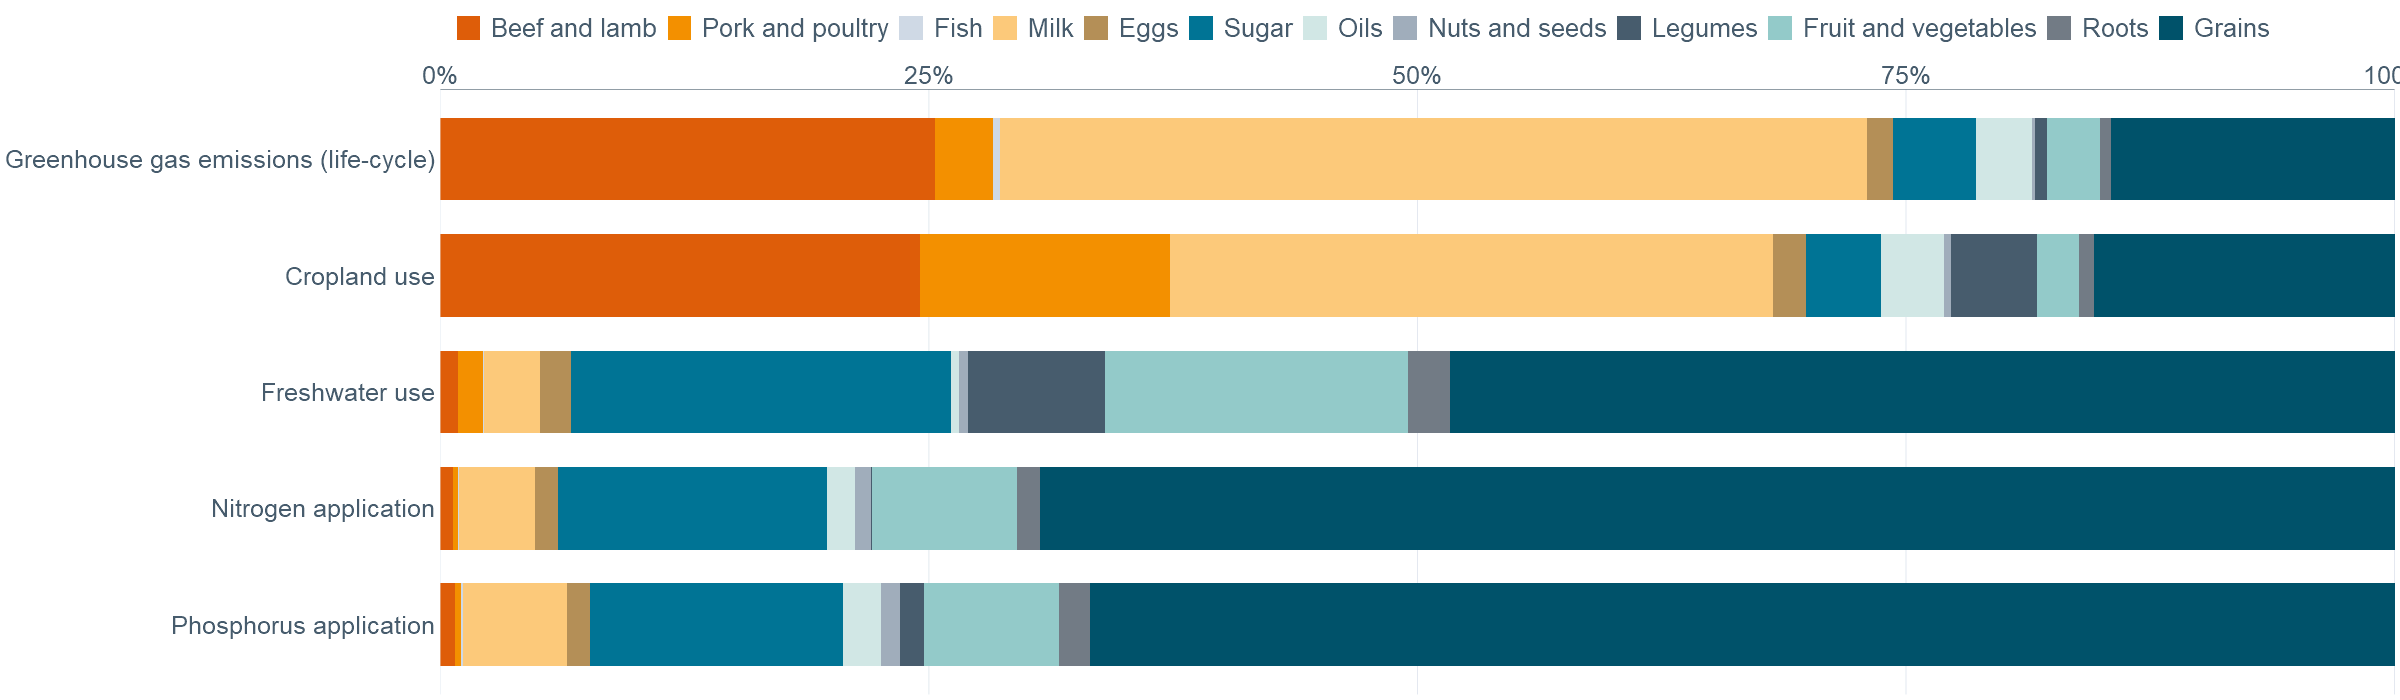 Beef and lamb Pork and poultry Fish Milk Eggs Sugar Oils Nuts and seeds Legumes Fruit and vegetables Roots Grains
0% 25% 50% 75% 100
Greenhouse gas emissions (life-cycle)
Cropland use
Freshwater use
Nitrogen application
Phosphorus application